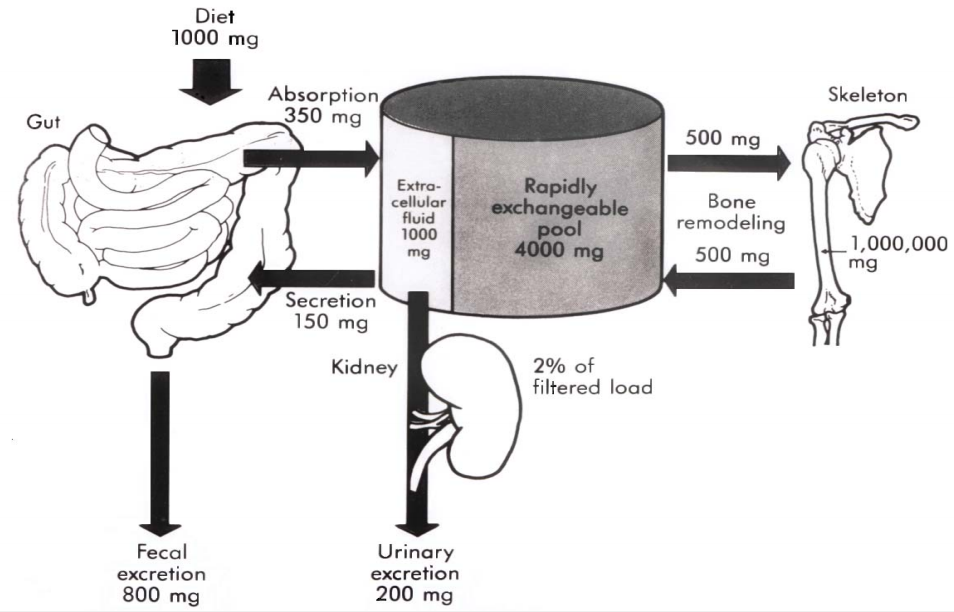 Diet
1000 mg
Gut
Absorption
350 mg
Skeleton
500 mg
Extra-
cellular
fluid
1000
mg
Rapidly
exchangeable
pool
4000 mg
Bone
remodeling
500 mg
1,000,000
mg
Secretion
150 mg
Kidney
2% of
filtered load
Fecal
excretion
800 mg
Urinary
excretion
200 mg